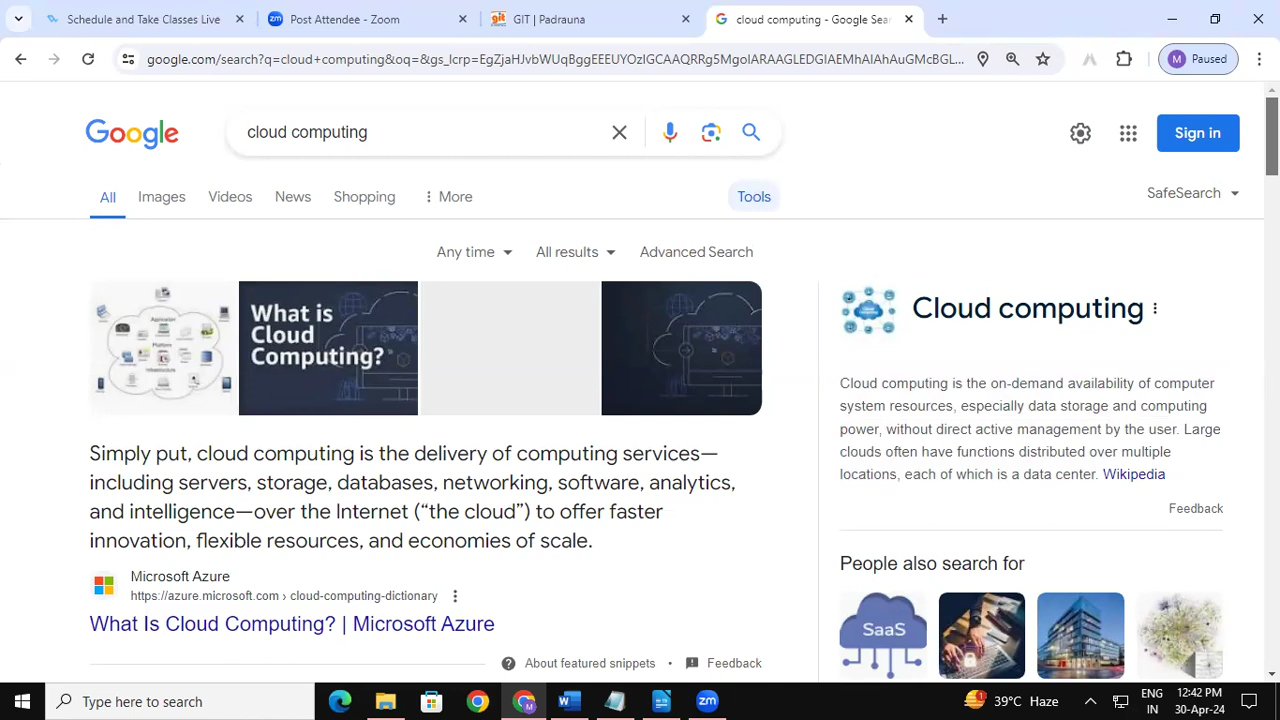 Schedule and Take Classes Live
Post Attendee - Zoom
GIT | Padrauna
cloud computing - Google Sear
google.com/search?q=cloud+computing&oq=&gs_lcrp=EgZjaHJvbWUqBggEEEUYOzIGCAAQRRg5MgoIARAAGLEDGIAEMhAIAhAuGMcBGL...
M Paused
Google
cloud computing
Sign in
All Images Videos News Shopping More
Tools
SafeSearch
Any time All results Advanced Search
What is
Cloud
Computing?
Cloud computing
Cloud computing is the on-demand availability of computer
system resources, especially data storage and computing
power, without direct active management by the user. Large
clouds often have functions distributed over multiple
locations, each of which is a data center. Wikipedia
Feedback
Simply put, cloud computing is the delivery of computing services—
including servers, storage, databases, networking, software, analytics,
and intelligence—over the Internet (“the cloud”) to offer faster
innovation, flexible resources, and economies of scale.
Microsoft Azure
https://azure.microsoft.com › cloud-computing-dictionary
What Is Cloud Computing? | Microsoft Azure
About featured snippets • Feedback
People also search for
SaaS
Type here to search
zm
1
39°C Haze
ENG
IN
12:42 PM
30-Apr-24